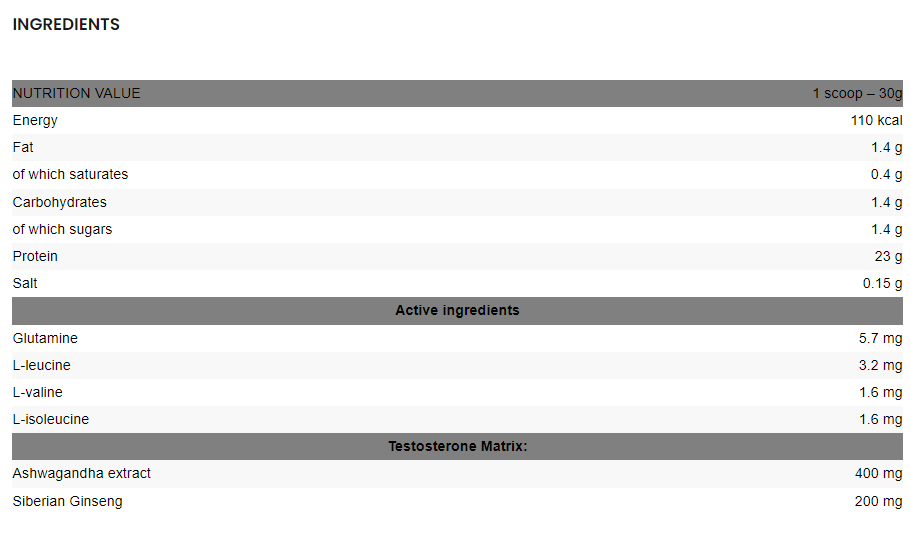 INGREDIENTS
NUTRITION VALUE 1 scoop – 30g
Energy 110 kcal
Fat 1.4 g
of which saturates 0.4 g
Carbohydrates 1.4 g
of which sugars 1.4 g
Protein 23 g
Salt 0.15 g
Active ingredients
Glutamine 5.7 mg
L-leucine 3.2 mg
L-valine 1.6 mg
L-isoleucine 1.6 mg
Testosterone Matrix:
Ashwagandha extract 400 mg
Siberian Ginseng 200 mg